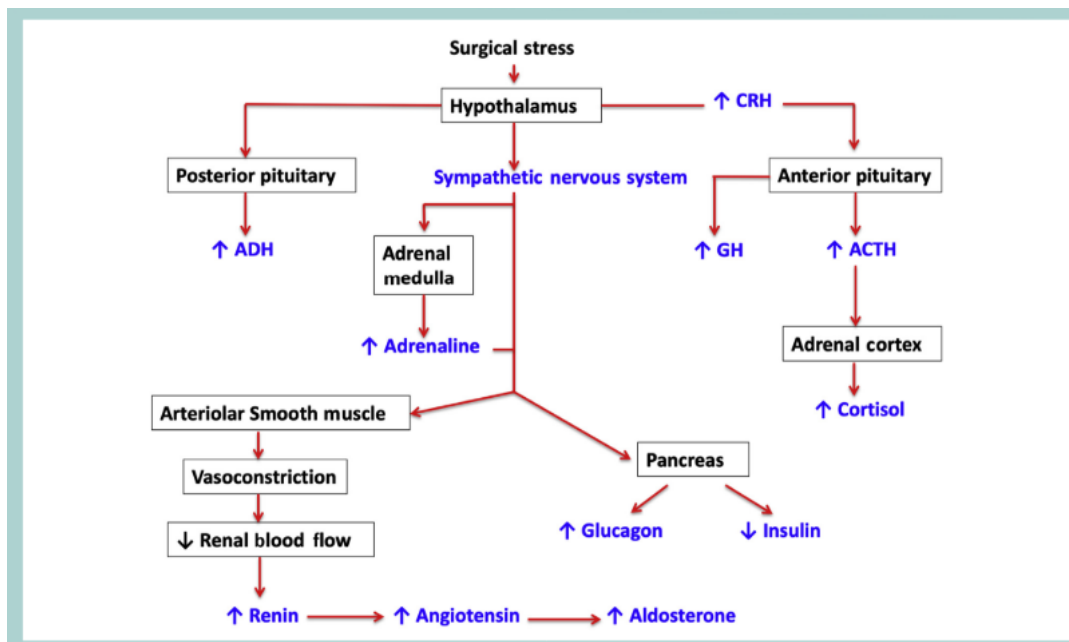 Surgical stress
Hypothalamus
↑ CRH
Posterior pituitary
Sympathetic nervous system
Anterior pituitary
↑ ADH
Adrenal
medulla
↑ GH
↑ ACTH
↑ Adrenaline
Adrenal cortex
↑ Cortisol
Arteriolar Smooth muscle
Vasoconstriction
Pancreas
↓ Renal blood flow
↑ Glucagon
↓ Insulin
↑ Renin
↑ Angiotensin
↑ Aldosterone